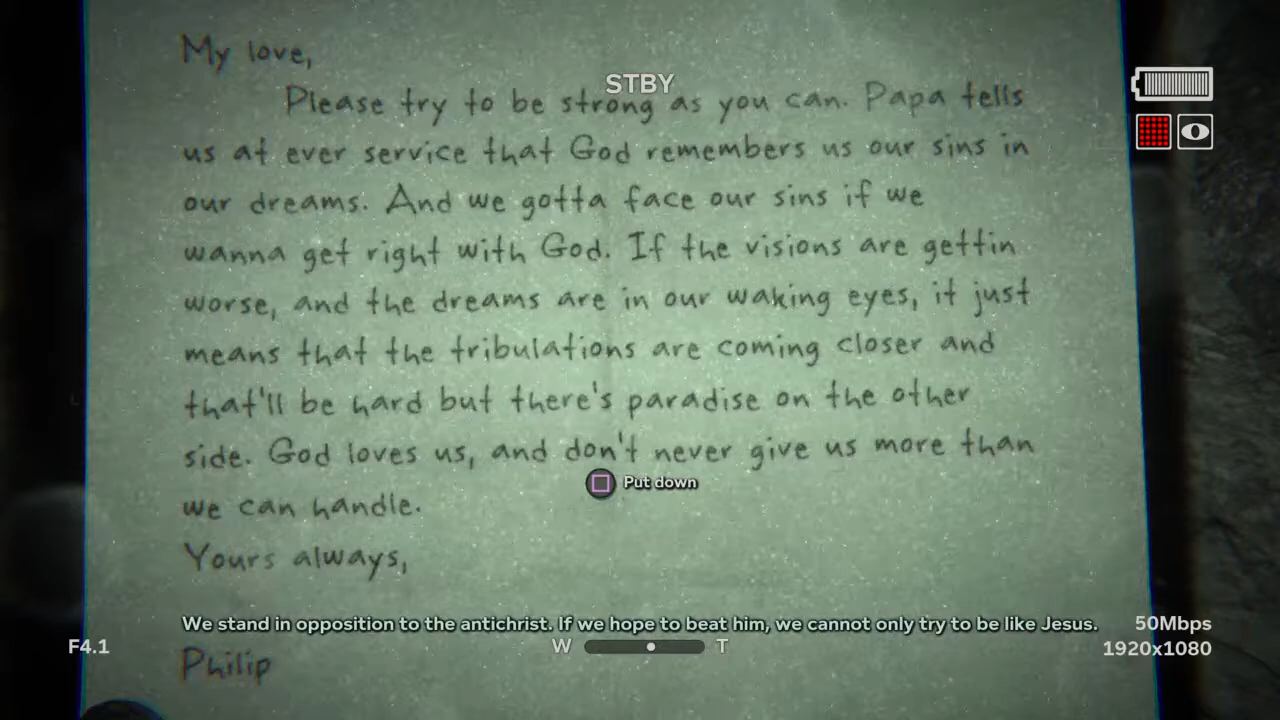 My love,
STBY
Please try to be strong as you can. Papa tells
us at ever service that God remembers us our sins in
our dreams. And we gotta face our sins if we
wanna get right with God. If the visions are gettin
worse, and the dreams are in our waking eyes, it just
means that the tribulations are coming closer and
that'll be hard but there's paradise on the other
side. God loves us, and don't never give us more than
Put down
we can handle.
Yours always,
We stand in opposition to the antichrist. If we hope to beat him, we cannot only try to be like Jesus.
50Mbps
F4.1
W T
1920x1080
Philip